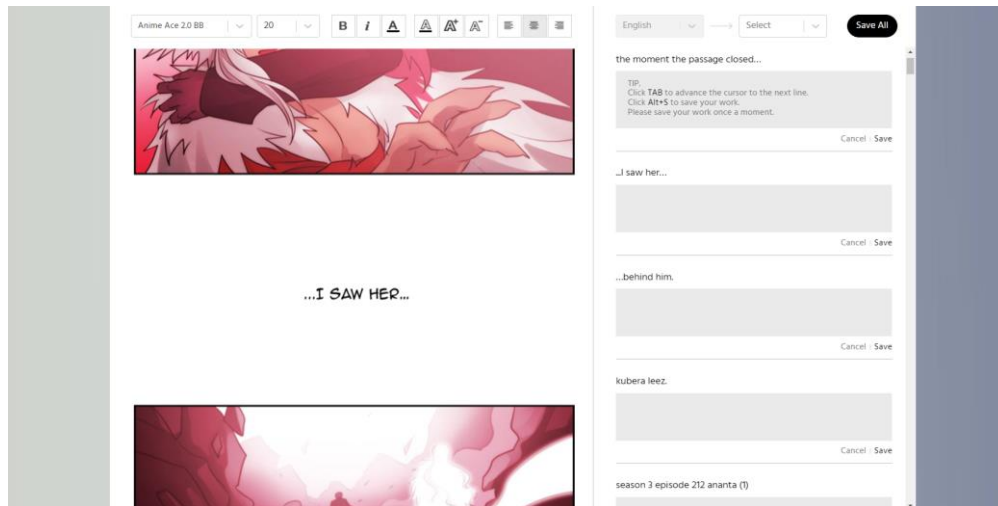 Anime Ace 2.0 BB
20
B i A A A+ A-
English
Select
Save All
the moment the passage closed...
TIP.
Click TAB to advance the cursor to the next line.
Click Alt+S to save your work.
Please save your work once a moment.
Cancel Save
...I saw her...
Cancel Save
...I SAW HER...
...behind him.
Cancel Save
kubera leez.
Cancel Save
season 3 episode 212 ananta (1)